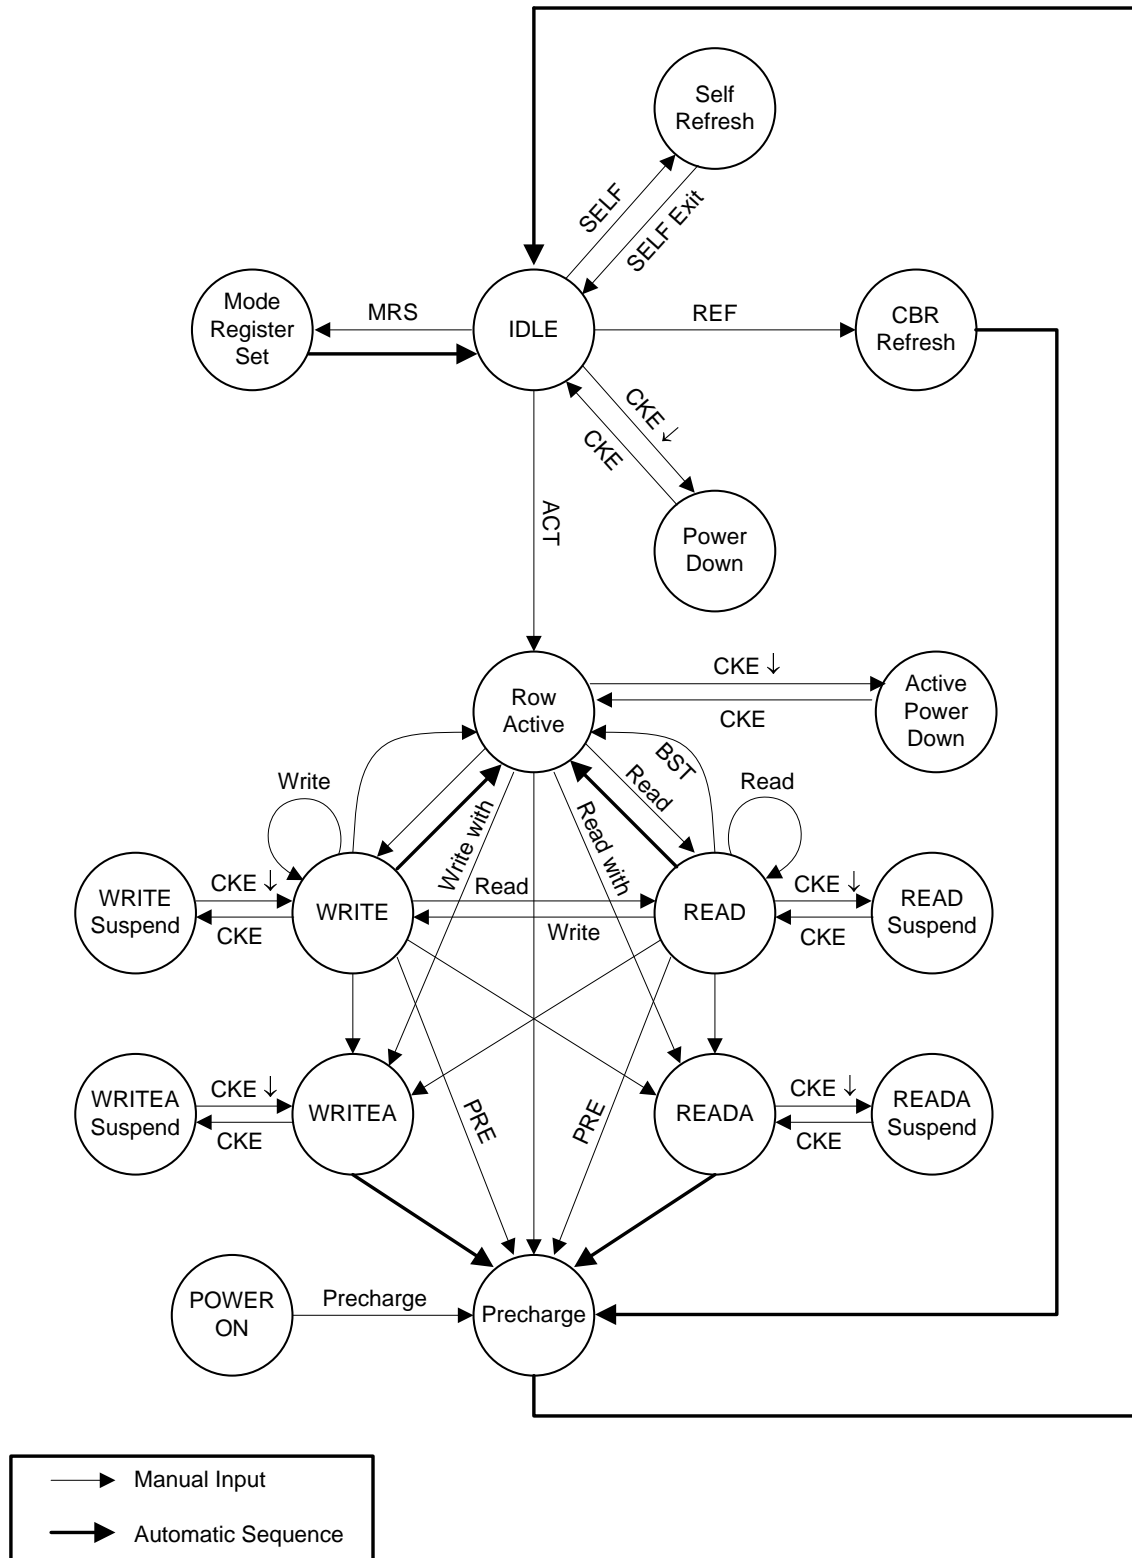 Self
Refresh
SELF
SELF Exit
Mode
Register
Set
MRS
IDLE
REF
CBR
Refresh
CKE ↓
CKE
ACT
Power
Down
Row
Active
CKE ↓
CKE
Active
Power
Down
BST
Read
Write
Read
Write with
Read with
WRITE
Suspend
CKE ↓
CKE
WRITE
Read
Write
READ
CKE ↓
CKE
READ
Suspend
WRITEA
Suspend
CKE ↓
CKE
WRITEA
PRE
PRE
READA
CKE ↓
CKE
READA
Suspend
POWER
ON
Precharge
Precharge
Manual Input
Automatic Sequence